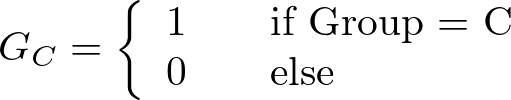 G_C = { 1 if Group = C
0 else